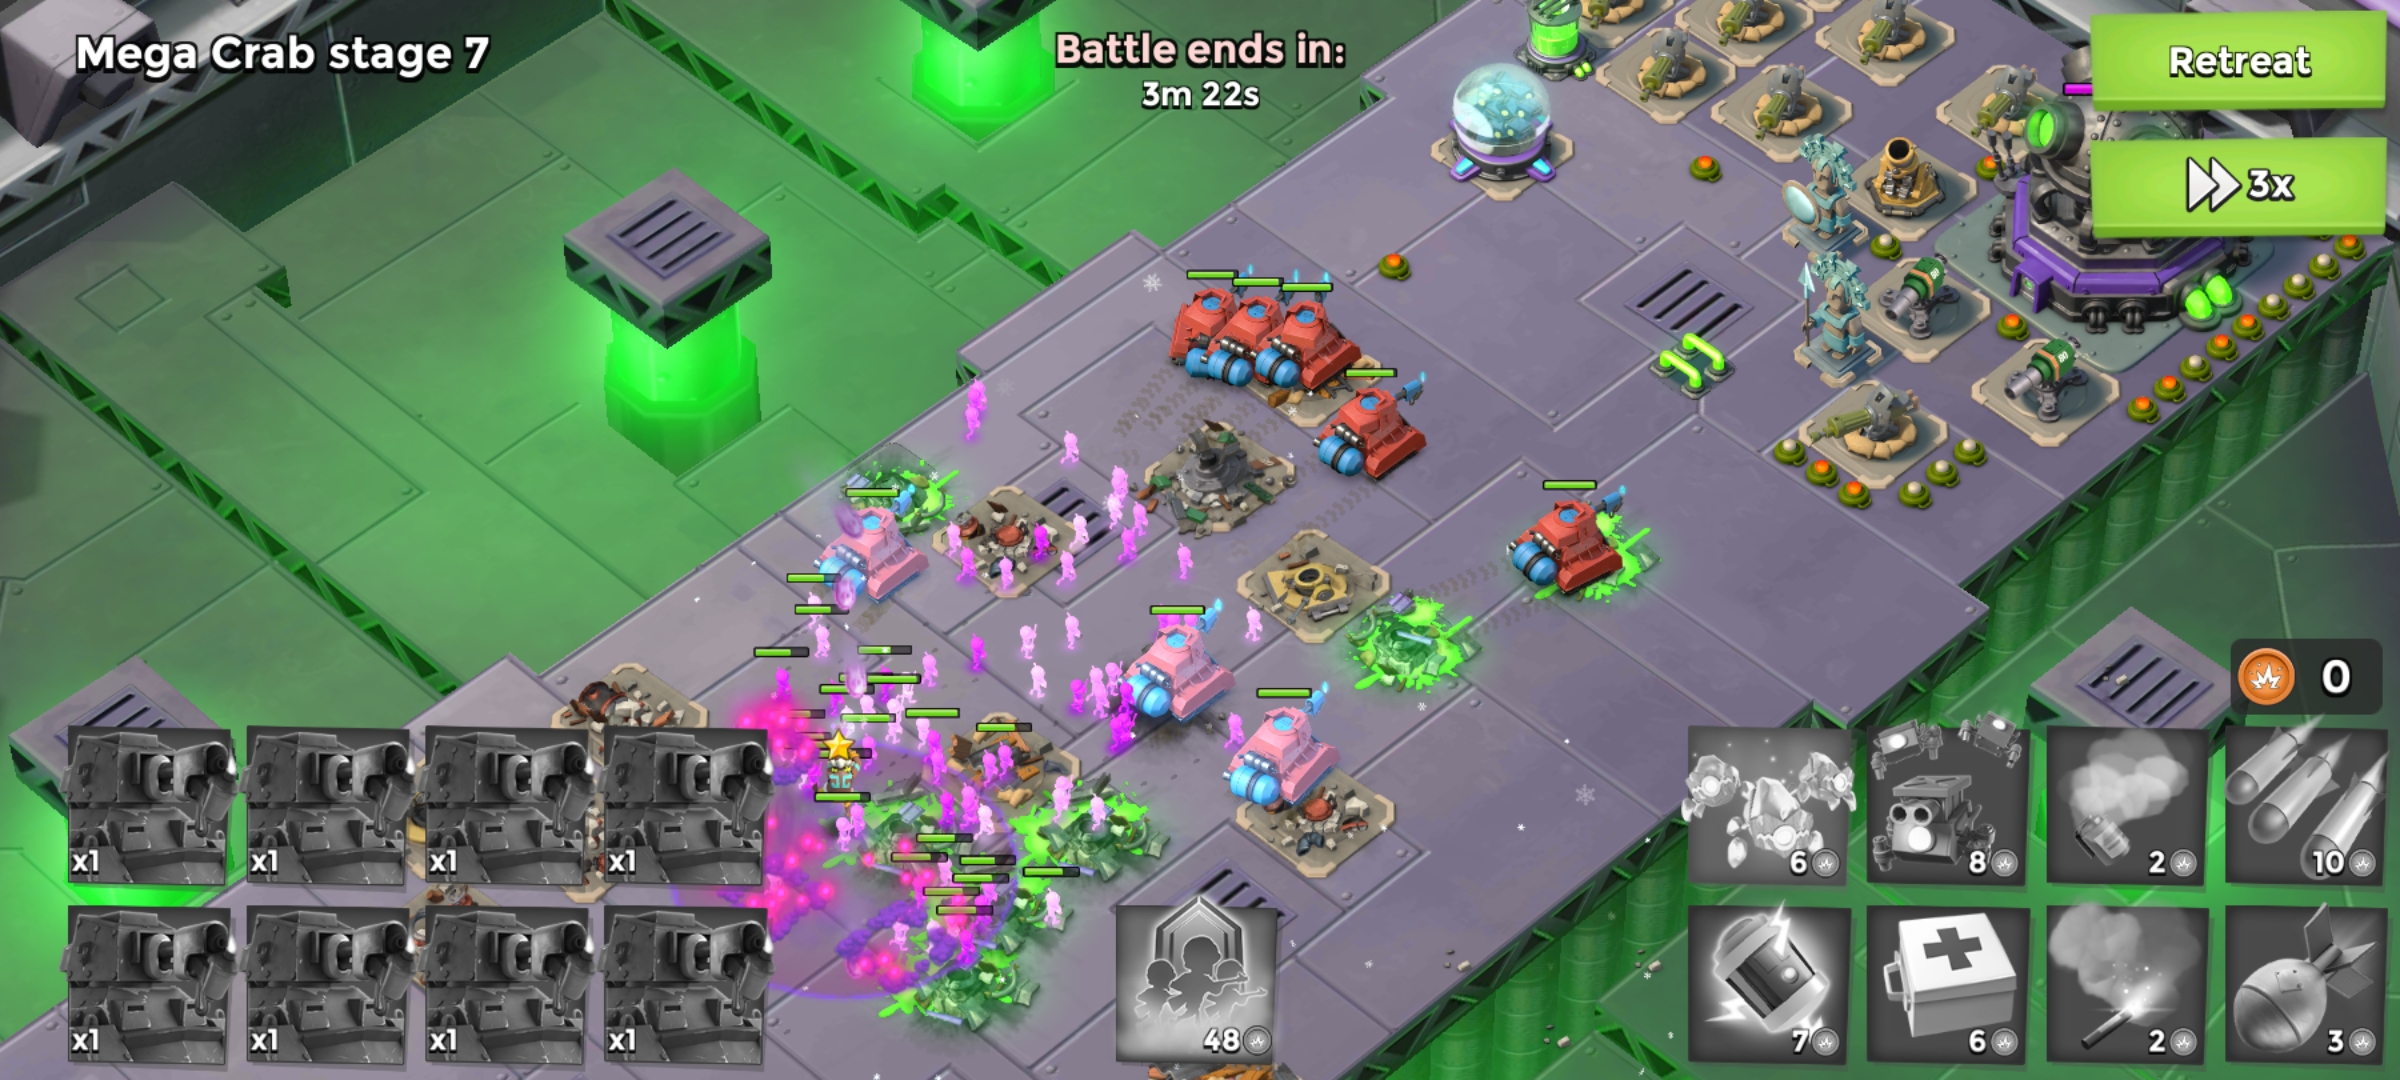 Mega Crab stage 7
Battle ends in:
3m 22s
Retreat
3x
0
x1
x1
x1
x1
6
8
2
10
x1
x1
x1
x1
48
7
6
2
3